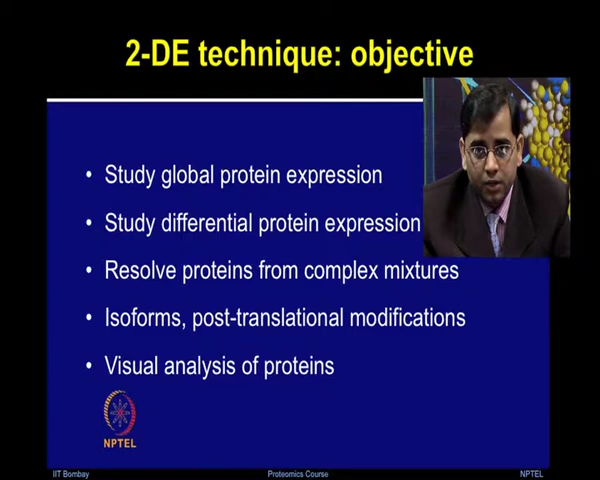 2-DE technique: objective
• Study global protein expression
• Study differential protein expression
• Resolve proteins from complex mixtures
• Isoforms, post-translational modifications
• Visual analysis of proteins
NPTEL
IIT Bombay Proteomics Course NPTEL